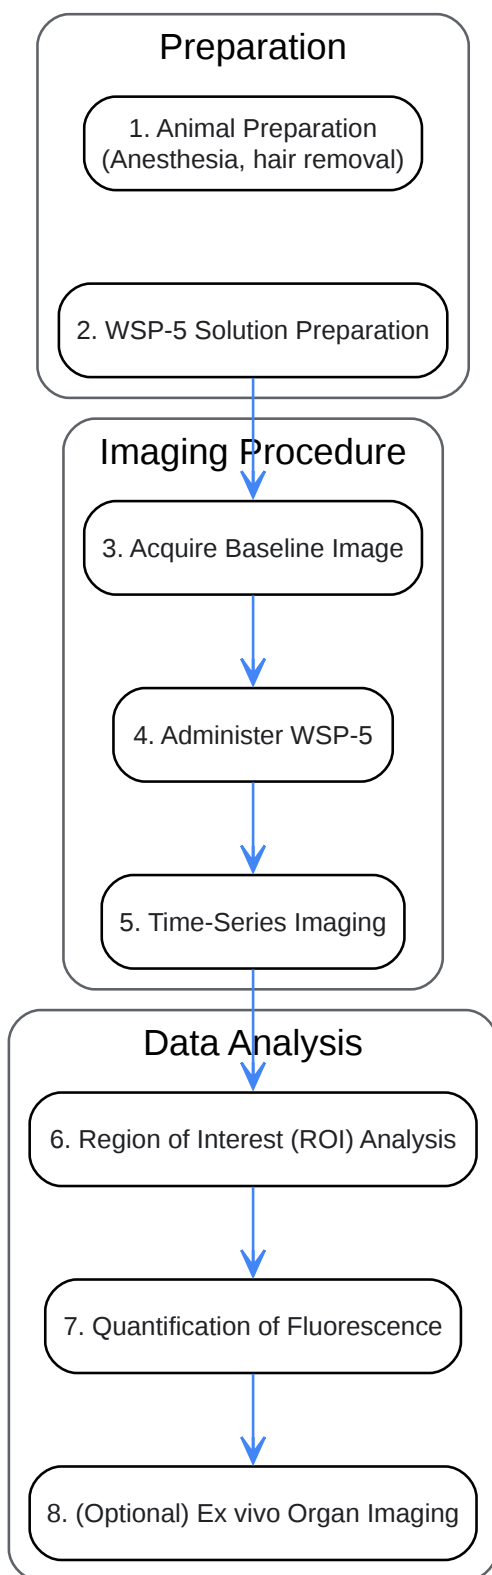 Preparation
1. Animal Preparation
(Anesthesia, hair removal)
2. WSP-5 Solution Preparation
Imaging Procedure
3. Acquire Baseline Image
4. Administer WSP-5
5. Time-Series Imaging
Data Analysis
6. Region of Interest (ROI) Analysis
7. Quantification of Fluorescence
8. (Optional) Ex vivo Organ Imaging